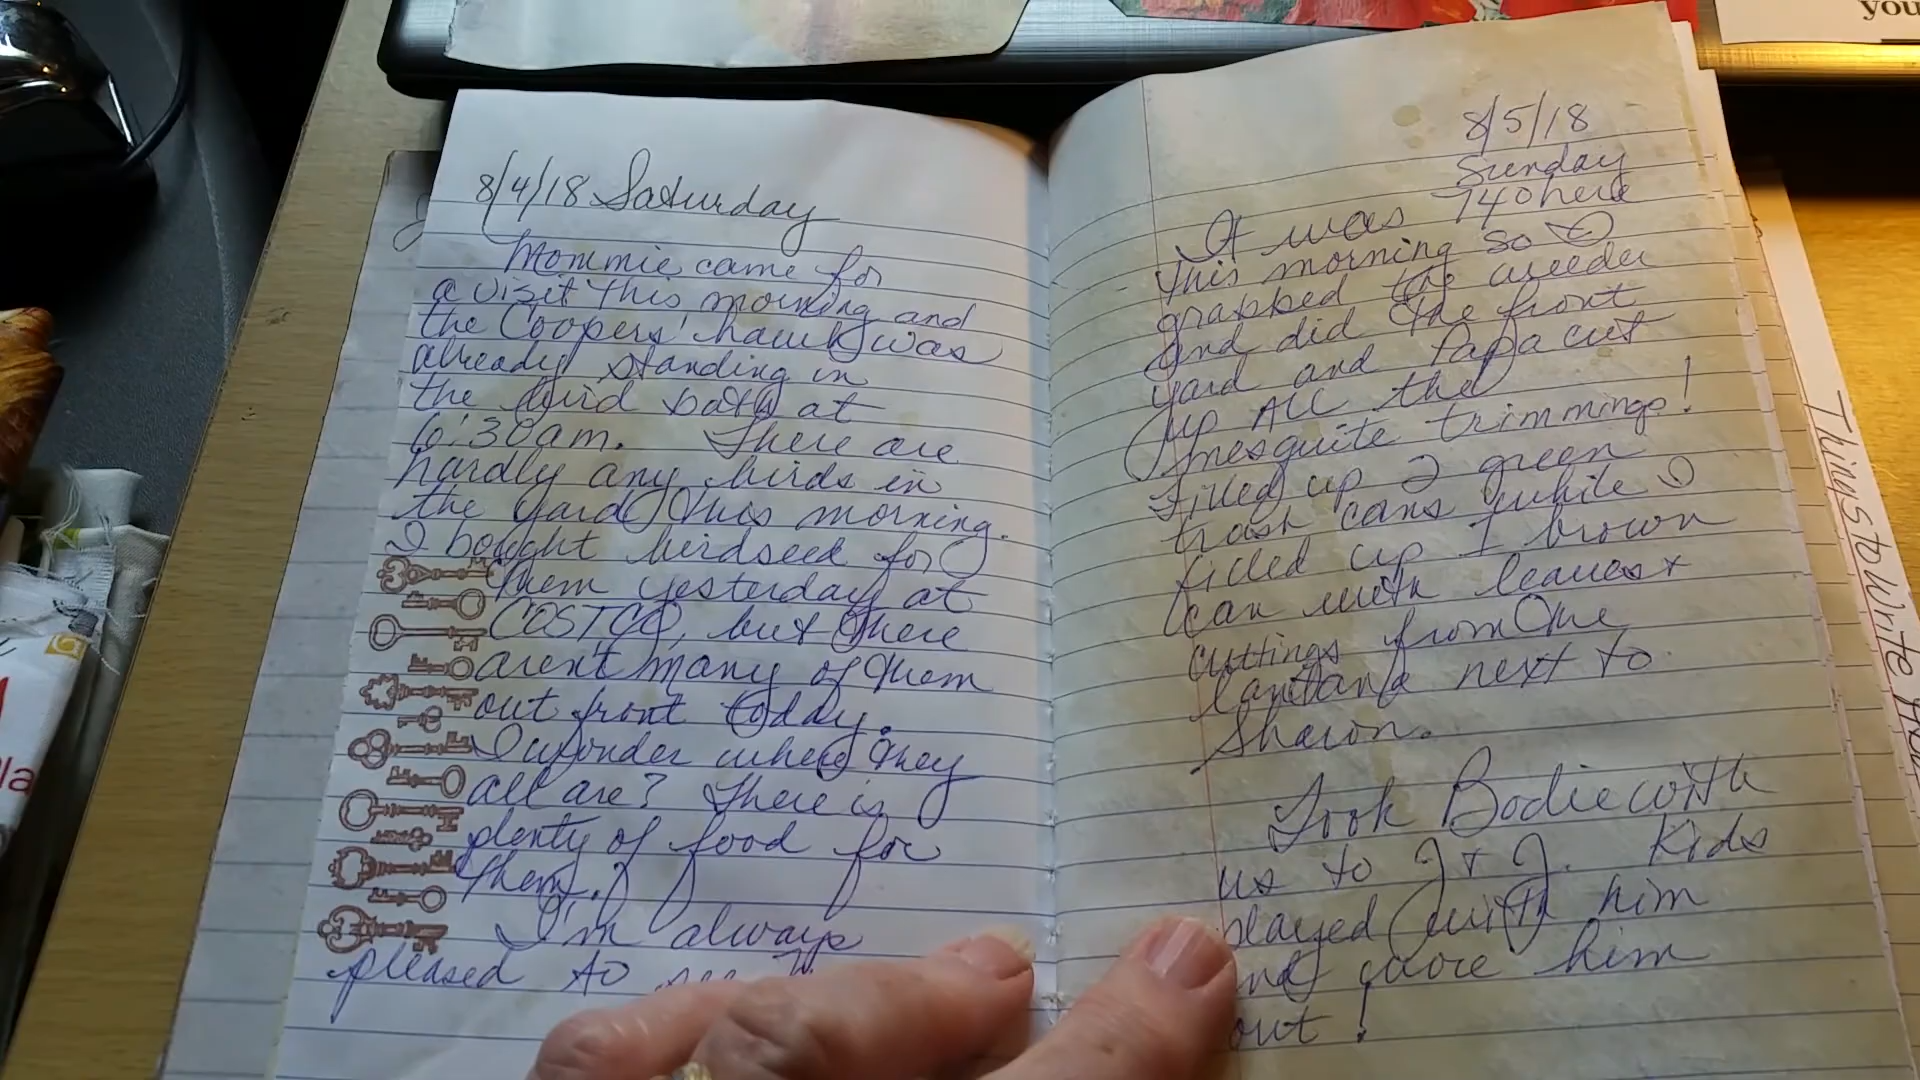 8/4/18 Saturday
Mommie came for
a visit this morning and
the Coopers' hawk was
already standing in
the bird bath at
6:30am. There are
hardly any birds in
the yard this morning.
I bought birdseed for
them yesterday at
COSTCO, but there
aren't many of them
out front today.
I wonder where they
all are? There is
plenty of food for
them.
I'm always
pleased to see
8/5/18
Sunday
It was 74° here
this morning so I
grabbed the weeder
and did the front
yard and Papa cut
up ALL the
mesquite trimmings!
Filled up 2 green
trash cans while I
filled up 1 brown
can with leaves +
cuttings from the
lantana next to
Sharon.
Took Bodie with
us to J + J. Kids
played with him
and wore him
out!
you
Things to Write